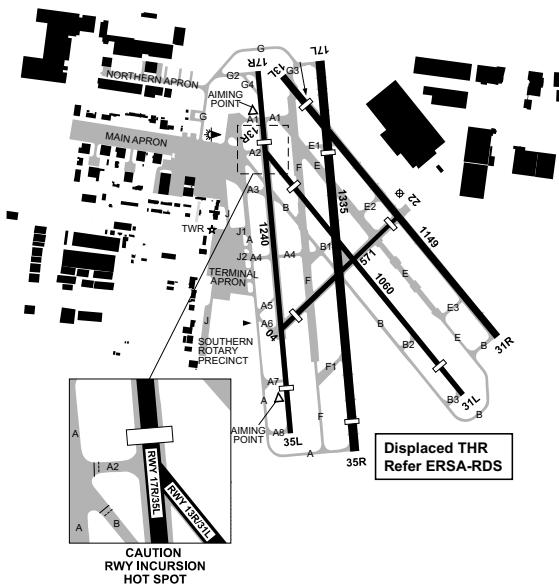 17L
G
17R
13L
G3
G2
NORTHERN APRON
G4
AIMING
POINT
G
A1
A1
13R
MAIN APRON
A2
E1
E
F
A3
E2
22
J
B
TWR
J1
A
1240
1335
1149
B1
J2
A4
A4
571
TERMINAL
APRON
F
1060
E
A5
A6
04
B
E3
J
SOUTHERN
ROTARY
PRECINCT
E
B
31R
B2
F1
A7
A
B3
31L
B
AIMING
POINT
F
A8
35L
A
35R
Displaced THR
Refer ERSA-RDS
A
A2
RWY 17R/35L
RWY 13R/31L
B
A
CAUTION
RWY INCURSION
HOT SPOT